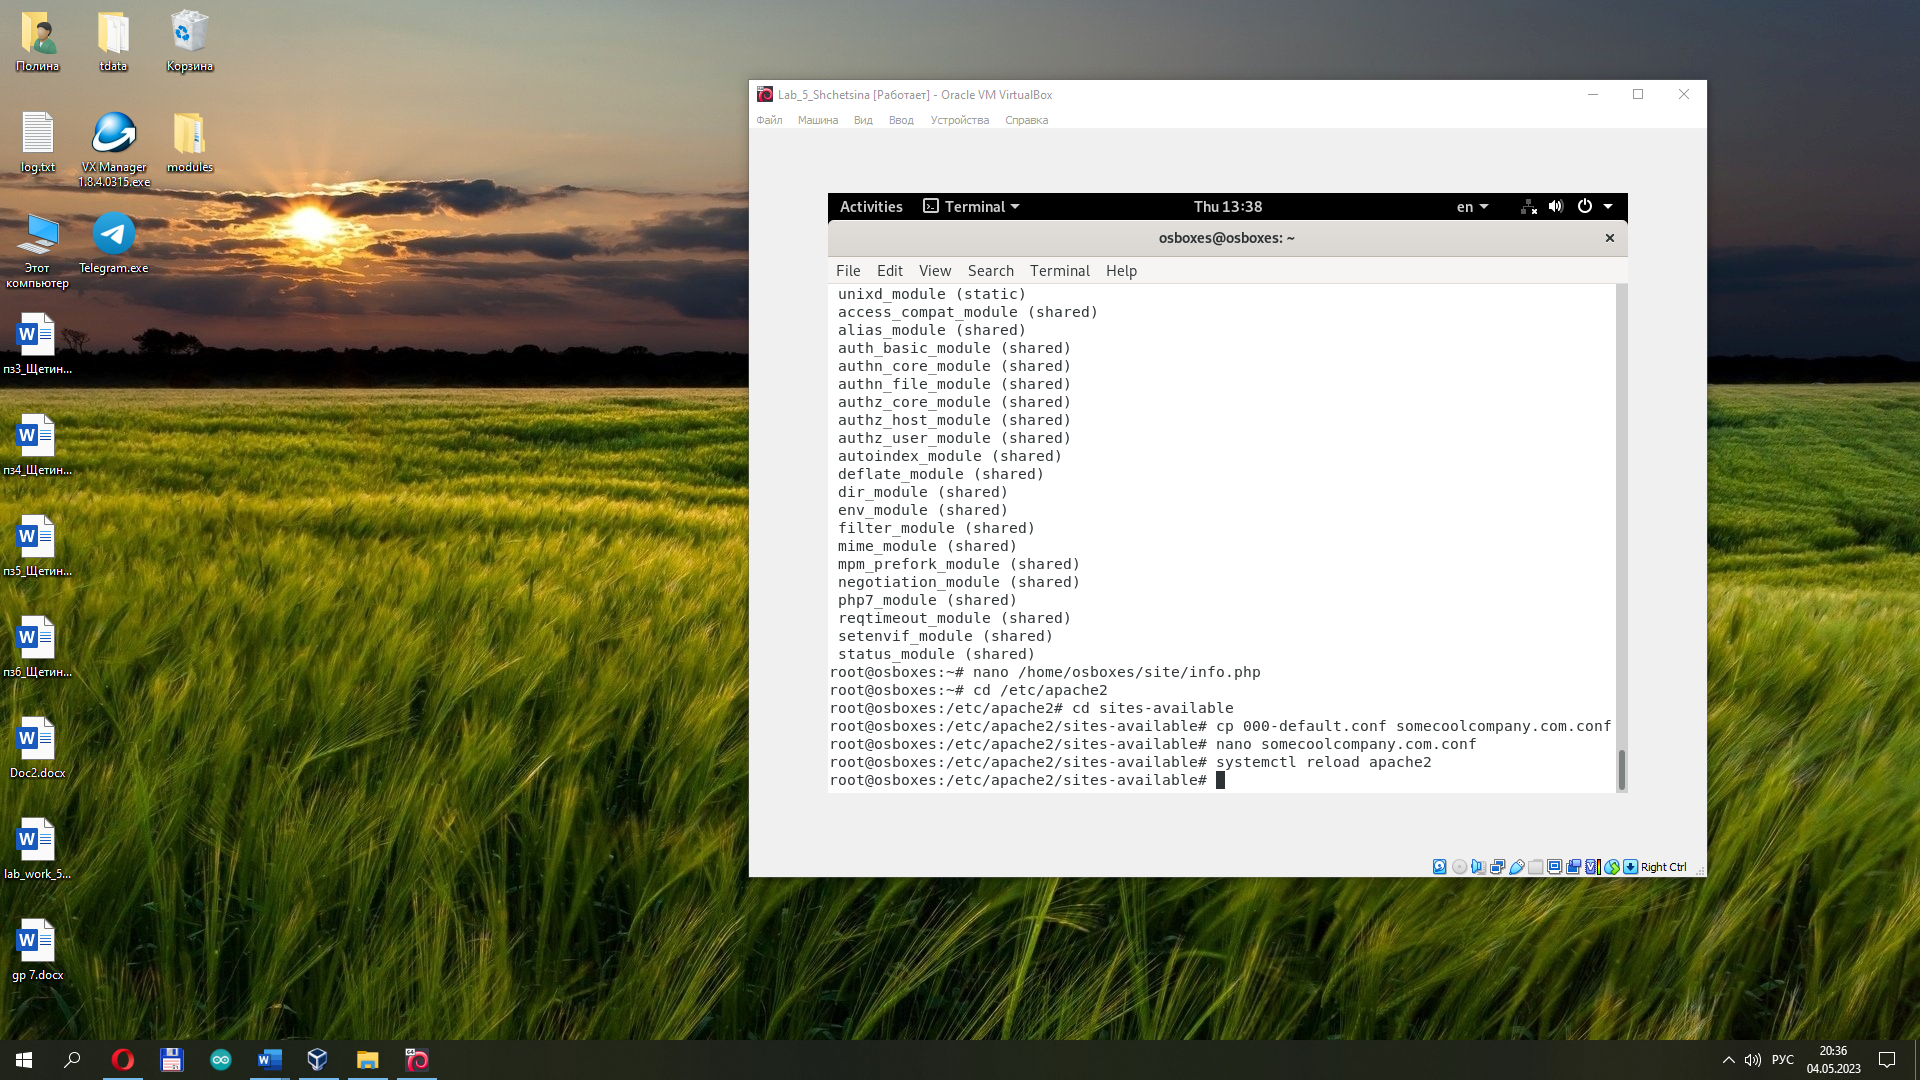 Полина
tdata
Корзина
log.txt
VX Manager
1.8.4.0315.exe
modules
Этот
компьютер
Telegram.exe
пз3_Щетин...
пз4_Щетин...
пз5_Щетин...
пз6_Щетин...
Doc2.docx
lab_work_5...
gp 7.docx
Lab_5_Shchetsina [Работает] - Oracle VM VirtualBox
Файл Машина Вид Ввод Устройства Справка
Activities Terminal Thu 13:38 en
osboxes@osboxes: ~
File Edit View Search Terminal Help
unixd_module (static)
access_compat_module (shared)
alias_module (shared)
auth_basic_module (shared)
authn_core_module (shared)
authn_file_module (shared)
authz_core_module (shared)
authz_host_module (shared)
authz_user_module (shared)
autoindex_module (shared)
deflate_module (shared)
dir_module (shared)
env_module (shared)
filter_module (shared)
mime_module (shared)
mpm_prefork_module (shared)
negotiation_module (shared)
php7_module (shared)
reqtimeout_module (shared)
setenvif_module (shared)
status_module (shared)
root@osboxes:~# nano /home/osboxes/site/info.php
root@osboxes:~# cd /etc/apache2
root@osboxes:/etc/apache2# cd sites-available
root@osboxes:/etc/apache2/sites-available# cp 000-default.conf somecoolcompany.com.conf
root@osboxes:/etc/apache2/sites-available# nano somecoolcompany.com.conf
root@osboxes:/etc/apache2/sites-available# systemctl reload apache2
root@osboxes:/etc/apache2/sites-available#
Right Ctrl
РУС
20:36
04.05.2023